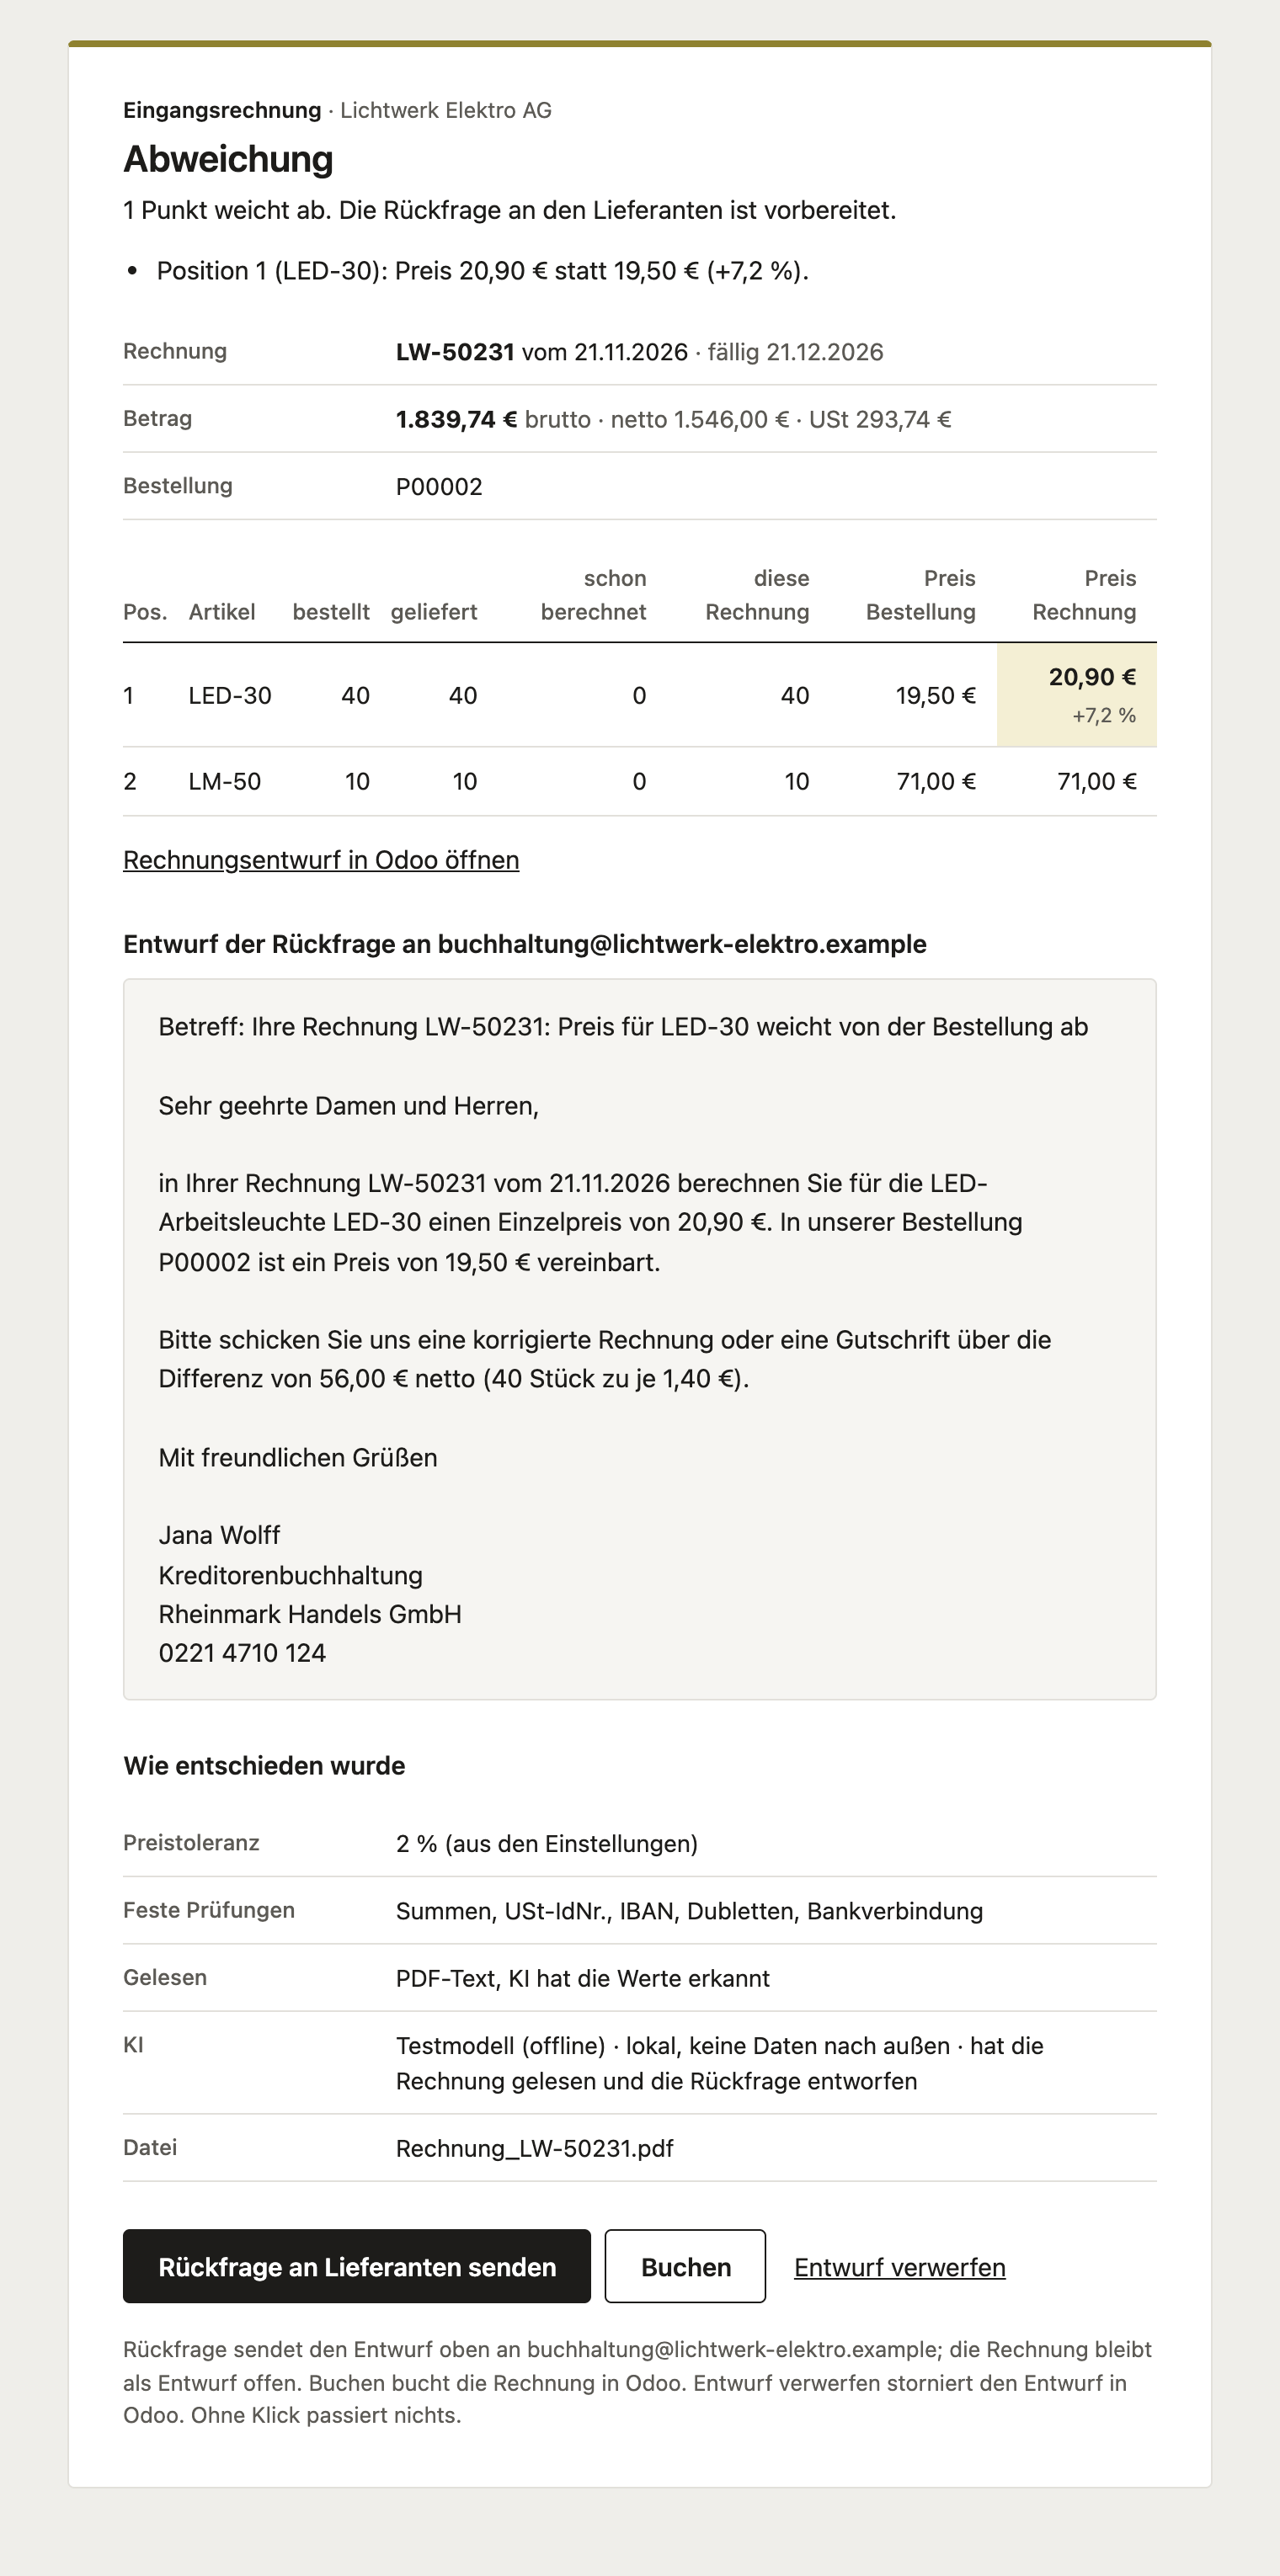 Eingangsrechnung · Lichtwerk Elektro AG
Abweichung
1 Punkt weicht ab. Die Rückfrage an den Lieferanten ist vorbereitet.
• Position 1 (LED-30): Preis 20,90 € statt 19,50 € (+7,2 %).
Rechnung LW-50231 vom 21.11.2026 · fällig 21.12.2026
Betrag 1.839,74 € brutto · netto 1.546,00 € · USt 293,74 €
Bestellung P00002
schon diese Preis Preis
Pos. Artikel bestellt geliefert berechnet Rechnung Bestellung Rechnung
1 LED-30 40 40 0 40 19,50 € 20,90 €
+7,2 %
2 LM-50 10 10 0 10 71,00 € 71,00 €
Rechnungsentwurf in Odoo öffnen
Entwurf der Rückfrage an buchhaltung@lichtwerk-elektro.example
Betreff: Ihre Rechnung LW-50231: Preis für LED-30 weicht von der Bestellung ab
Sehr geehrte Damen und Herren,
in Ihrer Rechnung LW-50231 vom 21.11.2026 berechnen Sie für die LED-
Arbeitsleuchte LED-30 einen Einzelpreis von 20,90 €. In unserer Bestellung
P00002 ist ein Preis von 19,50 € vereinbart.
Bitte schicken Sie uns eine korrigierte Rechnung oder eine Gutschrift über die
Differenz von 56,00 € netto (40 Stück zu je 1,40 €).
Mit freundlichen Grüßen
Jana Wolff
Kreditorenbuchhaltung
Rheinmark Handels GmbH
0221 4710 124
Wie entschieden wurde
Preistoleranz 2 % (aus den Einstellungen)
Feste Prüfungen Summen, USt-IdNr., IBAN, Dubletten, Bankverbindung
Gelesen PDF-Text, KI hat die Werte erkannt
KI Testmodell (offline) · lokal, keine Daten nach außen · hat die
Rechnung gelesen und die Rückfrage entworfen
Datei Rechnung_LW-50231.pdf
Rückfrage an Lieferanten senden Buchen Entwurf verwerfen
Rückfrage sendet den Entwurf oben an buchhaltung@lichtwerk-elektro.example; die Rechnung bleibt
als Entwurf offen. Buchen bucht die Rechnung in Odoo. Entwurf verwerfen storniert den Entwurf in
Odoo. Ohne Klick passiert nichts.